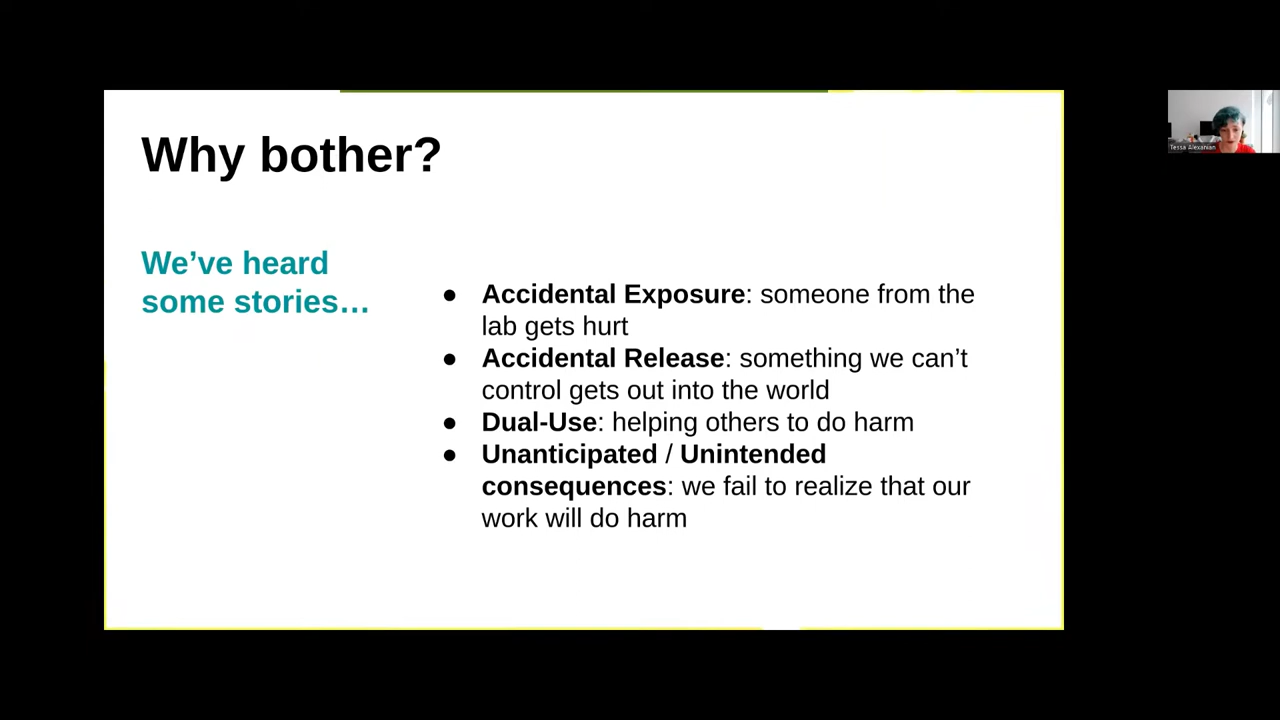 Why bother?
We've heard
some stories…
● Accidental Exposure: someone from the
lab gets hurt
● Accidental Release: something we can't
control gets out into the world
● Dual-Use: helping others to do harm
● Unanticipated / Unintended
consequences: we fail to realize that our
work will do harm
Tessa Alexanian